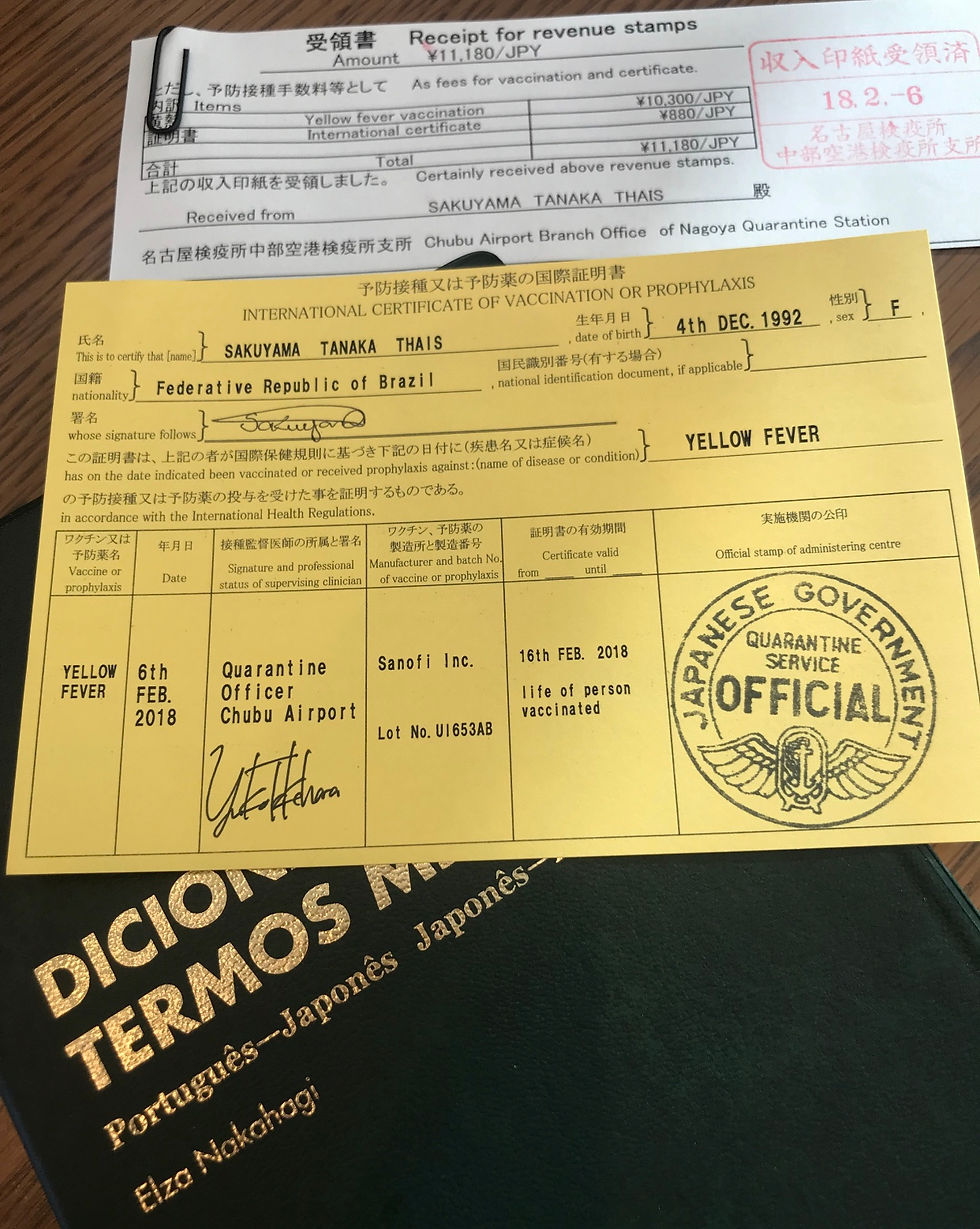 受領書 Receipt for revenue stamps
Amount ¥11,180/JPY
だし、予防接種手数料等として As fees for vaccination and certificate.
内訳 Items
Yellow fever vaccination ¥10,300/JPY
証明書 International certificate ¥880/JPY
合計 Total ¥11,180/JPY
上記の収入印紙を受領しました。 Certainly received above revenue stamps.
Received from SAKUYAMA TANAKA THAIS 殿
名古屋検疫所中部空港検疫所支所 Chubu Airport Branch Office of Nagoya Quarantine Station
収入印紙受領済
18.2.-6
名古屋検疫所
中部空港検疫所支所
予防接種又は予防薬の国際証明書
INTERNATIONAL CERTIFICATE OF VACCINATION OR PROPHYLAXIS
氏名
This is to certify that [name] SAKUYAMA TANAKA THAIS
生年月日
, date of birth 4th DEC. 1992
性別
, sex F ,
国籍
nationality Federative Republic of Brazil
国民識別番号(有する場合)
, national identification document, if applicable
署名
whose signature follows Sakuyama
この証明書は、上記の者が国際保健規則に基づき下記の日付に(疾患名又は症候名)
has on the date indicated been vaccinated or received prophylaxis against:(name of disease or condition) YELLOW FEVER
の予防接種又は予防薬の投与を受けた事を証明するものである。
in accordance with the International Health Regulations.
ワクチン又は
予防薬名
Vaccine or
prophylaxis
年月日
Date
接種監督医師の所属と署名
Signature and professional
status of supervising clinician
ワクチン、予防薬の
製造所と製造番号
Manufacturer and batch No.
of vaccine or prophylaxis
証明書の有効期間
Certificate valid
from until
実施機関の公印
Official stamp of administering centre
YELLOW
FEVER
6th
FEB.
2018
Quarantine
Officer
Chubu Airport
Sanofi Inc.
Lot No. UI653AB
16th FEB. 2018
life of person
vaccinated
JAPANESE GOVERNMENT
QUARANTINE
SERVICE
OFFICIAL
DICION
TERMOS M
Português—Japonês Japonês—
Elza Nakahagi